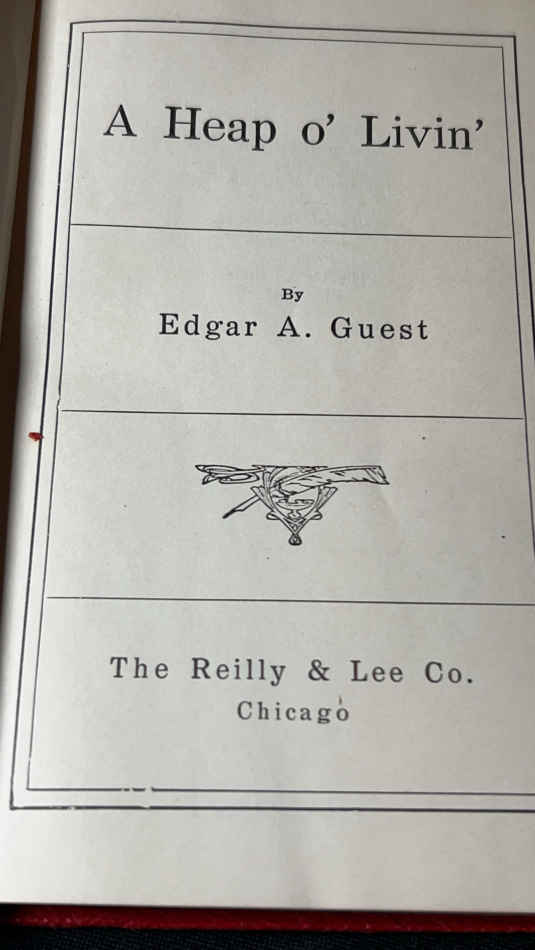 A Heap o’ Livin’
By
Edgar A. Guest
The Reilly & Lee Co.
Chicago